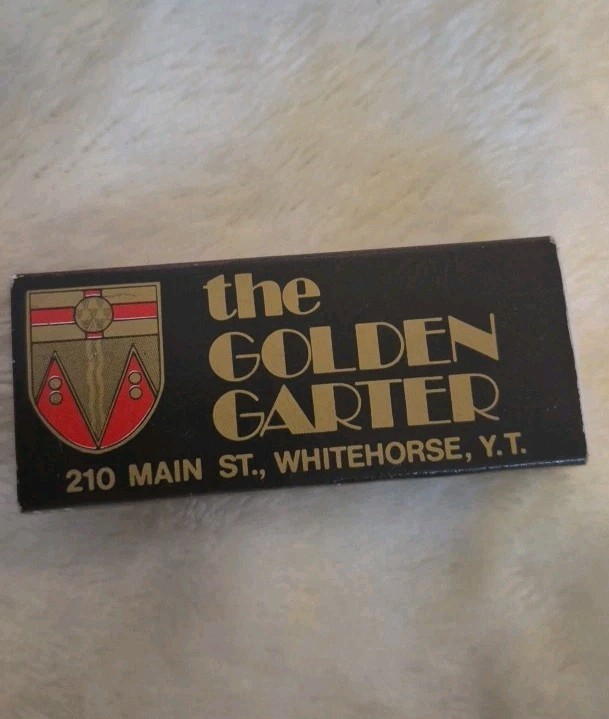 the
GOLDEN
GARTER
210 MAIN ST., WHITEHORSE, Y.T.